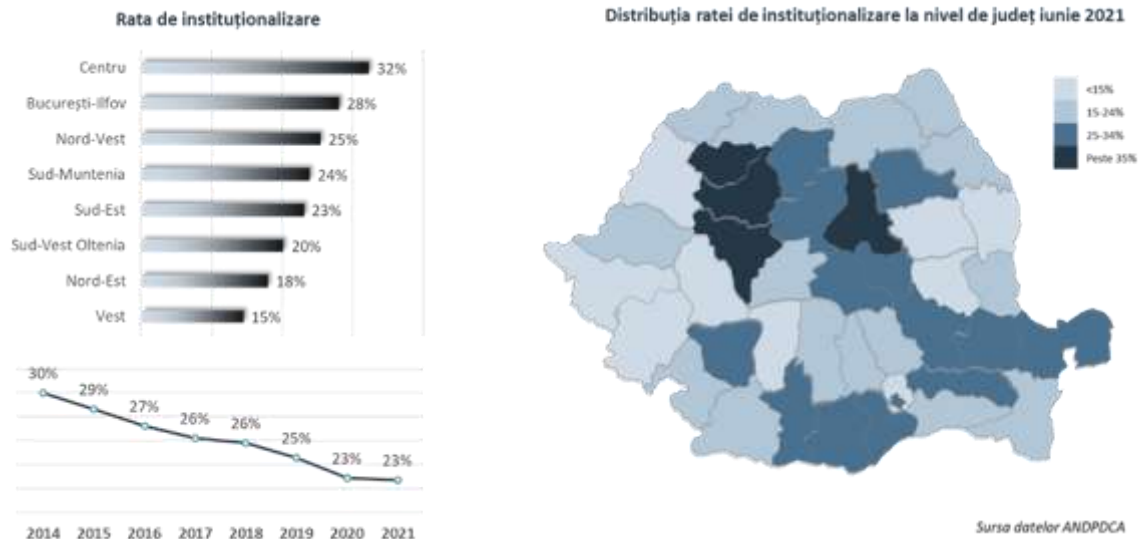 Rata de instituționalizare
Centru 32%
București-Ilfov 28%
Nord-Vest 25%
Sud-Muntenia 24%
Sud-Est 23%
Sud-Vest Oltenia 20%
Nord-Est 18%
Vest 15%
30%
29%
27%
26%
26%
25%
23%
23%
2014 2015 2016 2017 2018 2019 2020 2021
Distribuția ratei de instituționalizare la nivel de județ iunie 2021
<15%
15-24%
25-34%
Peste 35%
Sursa datelor ANDPDCA